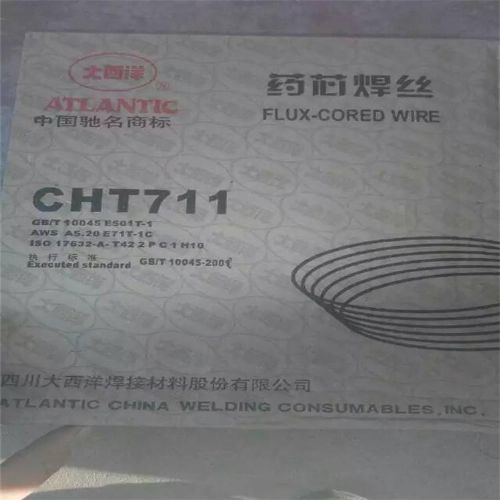 大西洋®
ATLANTIC
中国驰名商标
药芯焊丝
FLUX-CORED WIRE
CHT711
GB/T 10045 E501T-1
AWS A5.20 E71T-1C
ISO 17632-A-T42 2 P C 1 H10
执行标准
Executed standard GB/T 10045-2001
四川大西洋焊接材料股份有限公司
ATLANTIC CHINA WELDING CONSUMABLES,INC.